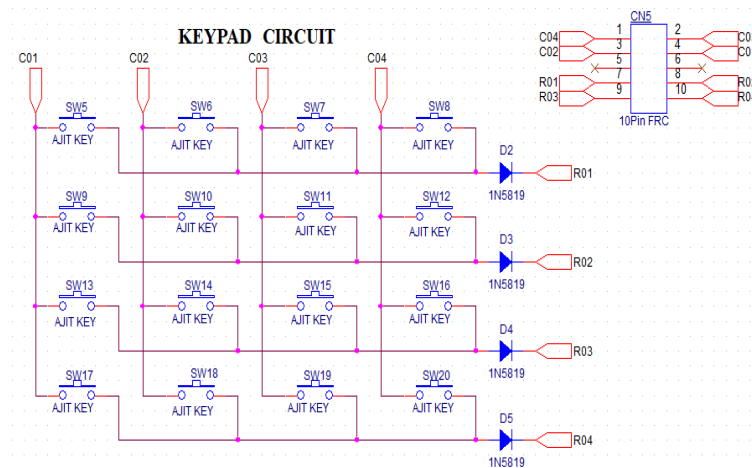 KEYPAD CIRCUIT
C01 C02 C03 C04
SW5 SW6 SW7 SW8
AJIT KEY AJIT KEY AJIT KEY AJIT KEY
D2
R01
1N5819
SW9 SW10 SW11 SW12
AJIT KEY AJIT KEY AJIT KEY AJIT KEY
D3
R02
1N5819
SW13 SW14 SW15 SW16
AJIT KEY AJIT KEY AJIT KEY AJIT KEY
D4
R03
1N5819
SW17 SW18 SW19 SW20
AJIT KEY AJIT KEY AJIT KEY AJIT KEY
D5
R04
1N5819
CN5
C04 1 2
C02 3 4
5 6
R01 7 8
R03 9 10
10Pin FRC